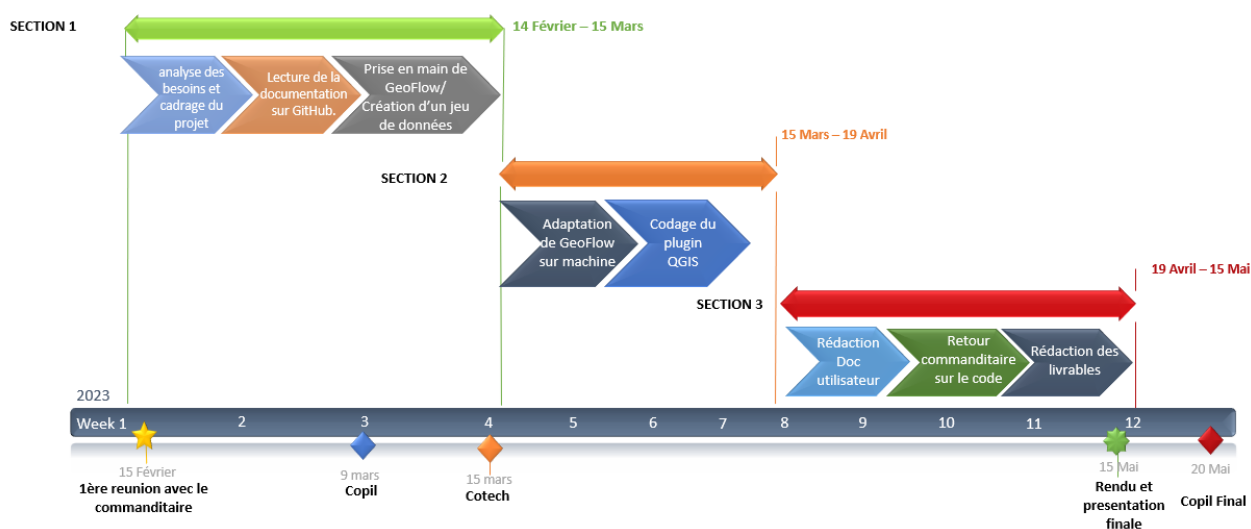 SECTION 1
14 Février – 15 Mars
analyse des
besoins et
cadrage du
projet
Lecture de la
documentation
sur GitHub.
Prise en main de
GeoFlow/
Création d'un jeu
de données
15 Mars – 19 Avril
SECTION 2
Adaptation
de GeoFlow
sur machine
Codage du
plugin
QGIS
19 Avril – 15 Mai
SECTION 3
Rédaction
Doc
utilisateur
Retour
commanditaire
sur le code
Rédaction des
livrables
2023
Week 1 2 3 4 5 6 7 8 9 10 11 12
15 Février
1ère reunion avec le
commanditaire
9 mars
Copil
15 mars
Cotech
15 Mai
Rendu et
presentation
finale
20 Mai
Copil Final